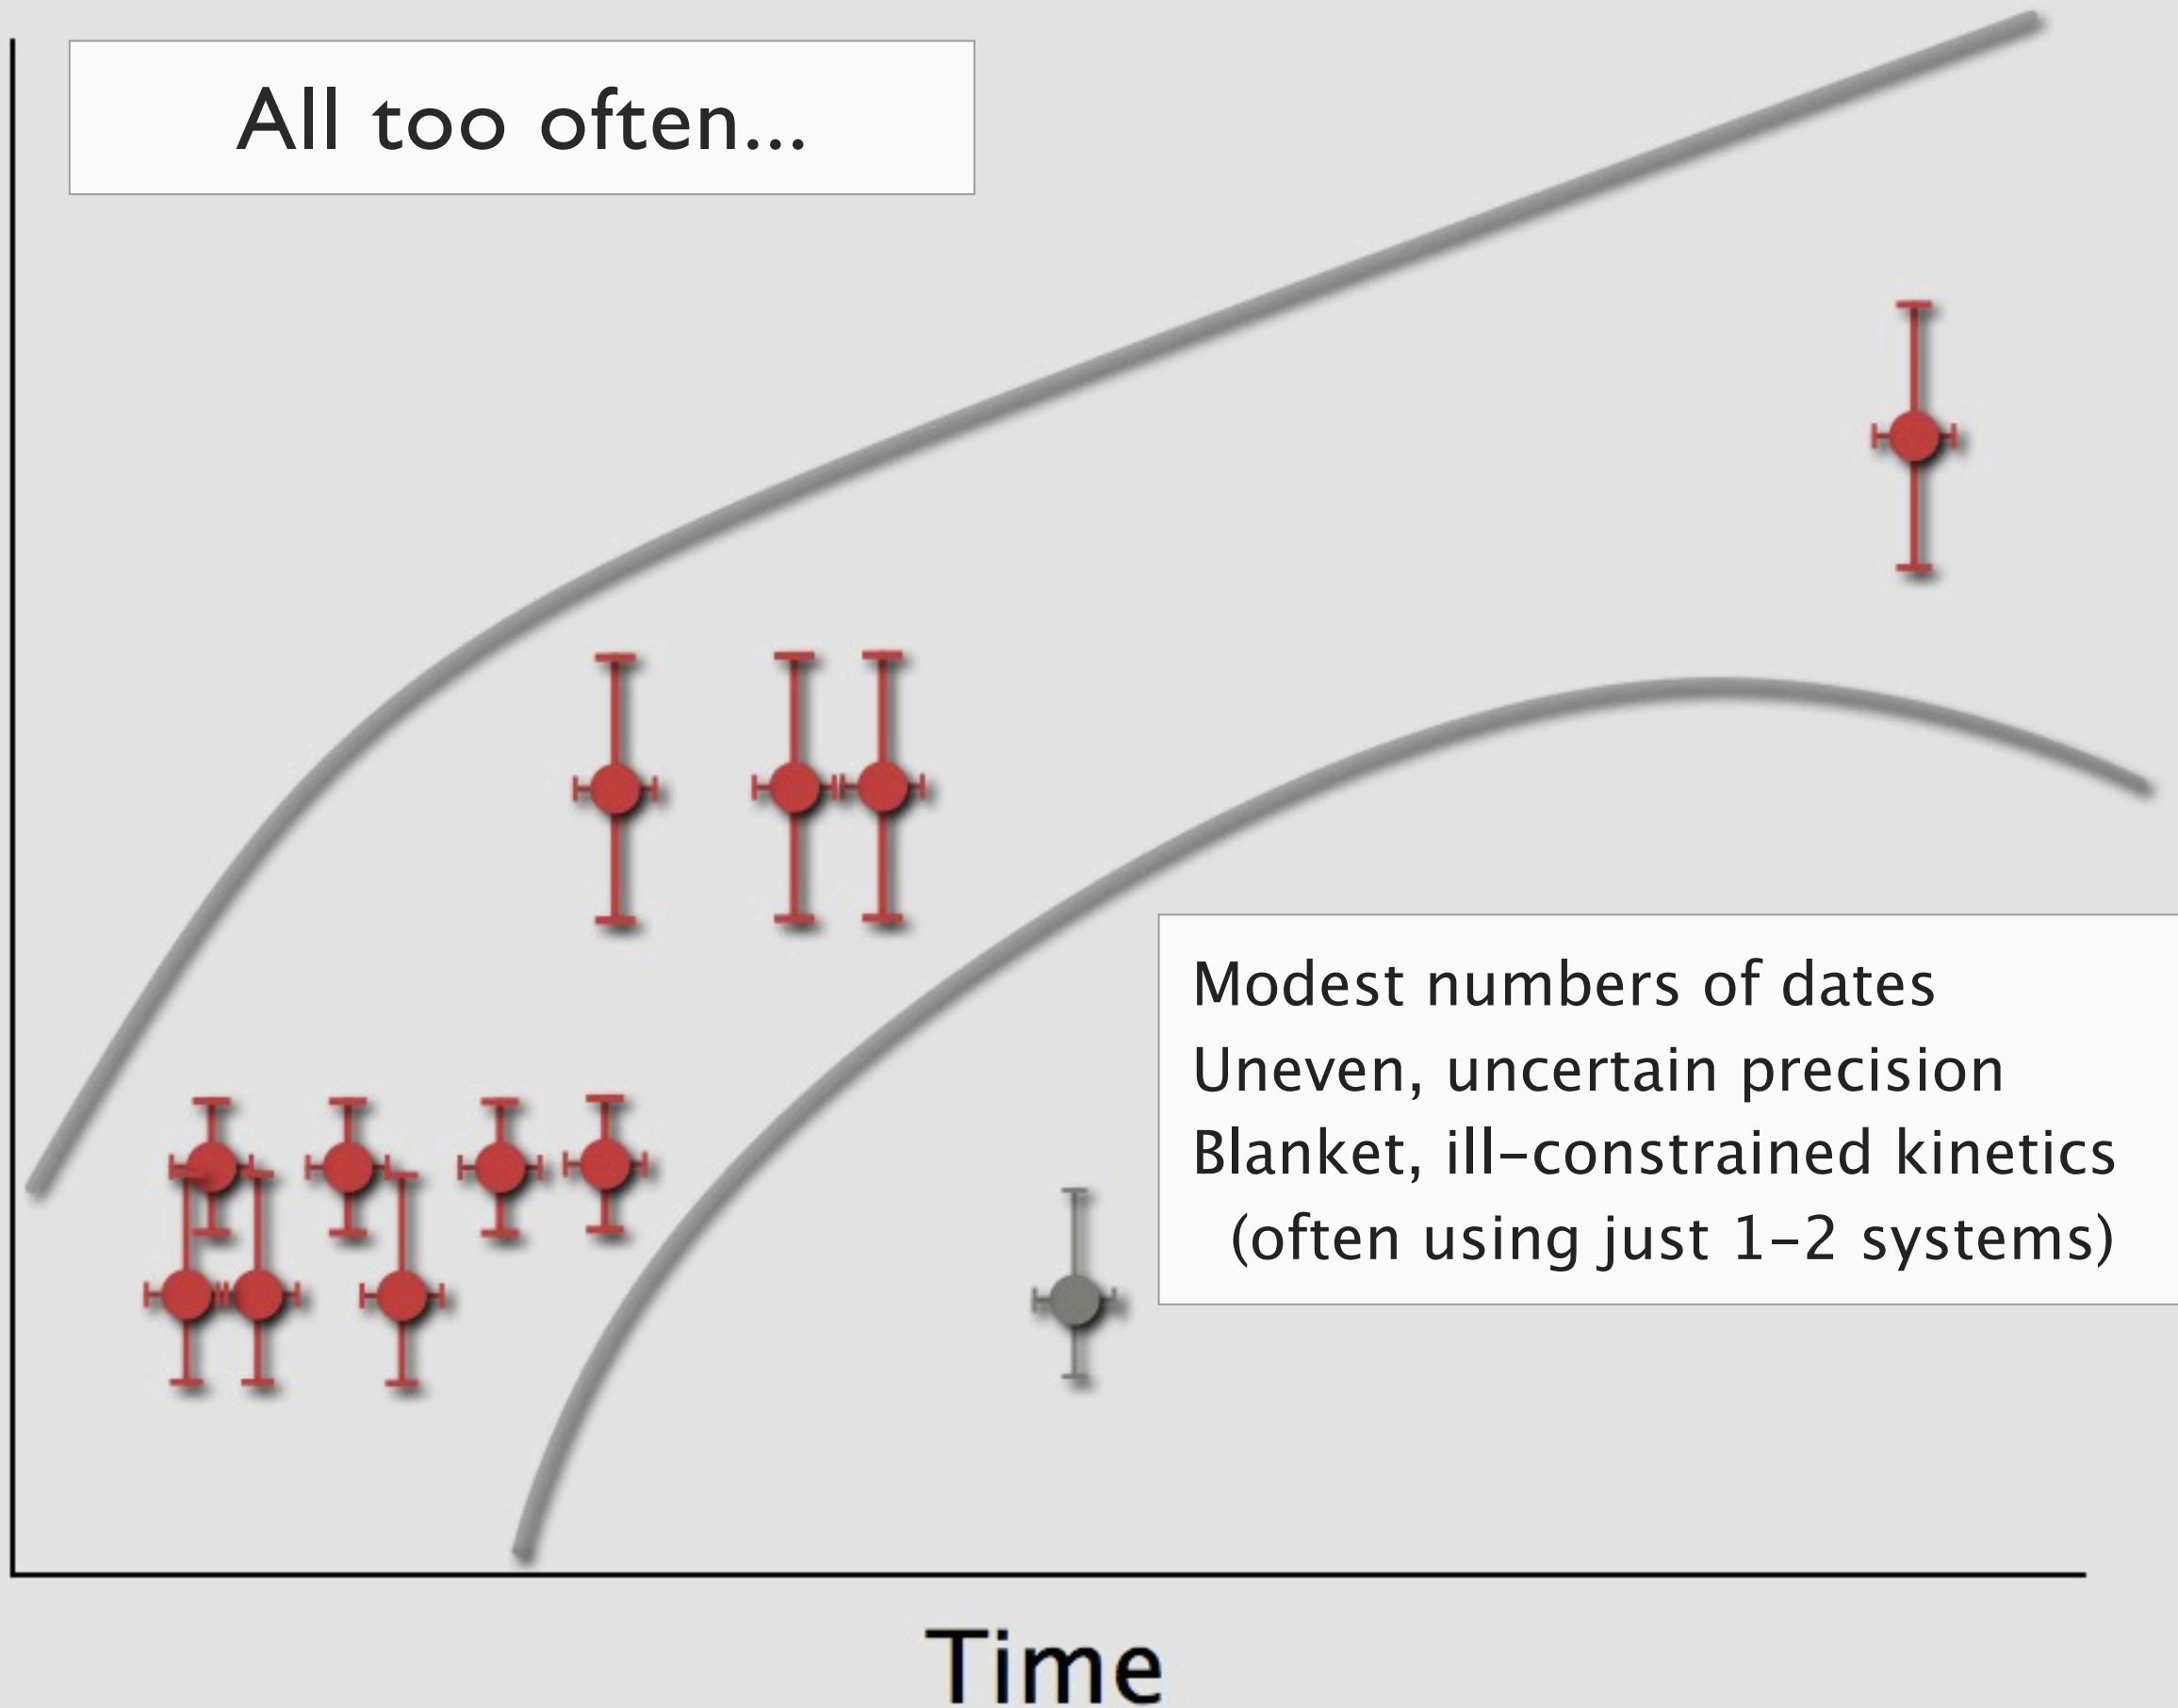 All too often...
Modest numbers of dates
Uneven, uncertain precision
Blanket, ill-constrained kinetics
(often using just 1-2 systems)
Time